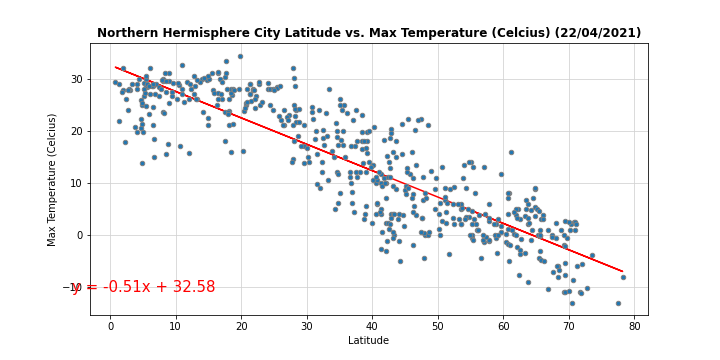 Northern Hermisphere City Latitude vs. Max Temperature (Celcius) (22/04/2021)
Max Temperature (Celcius)
30
20
10
0
−10
y = -0.51x + 32.58
0 10 20 30 40 50 60 70 80
Latitude